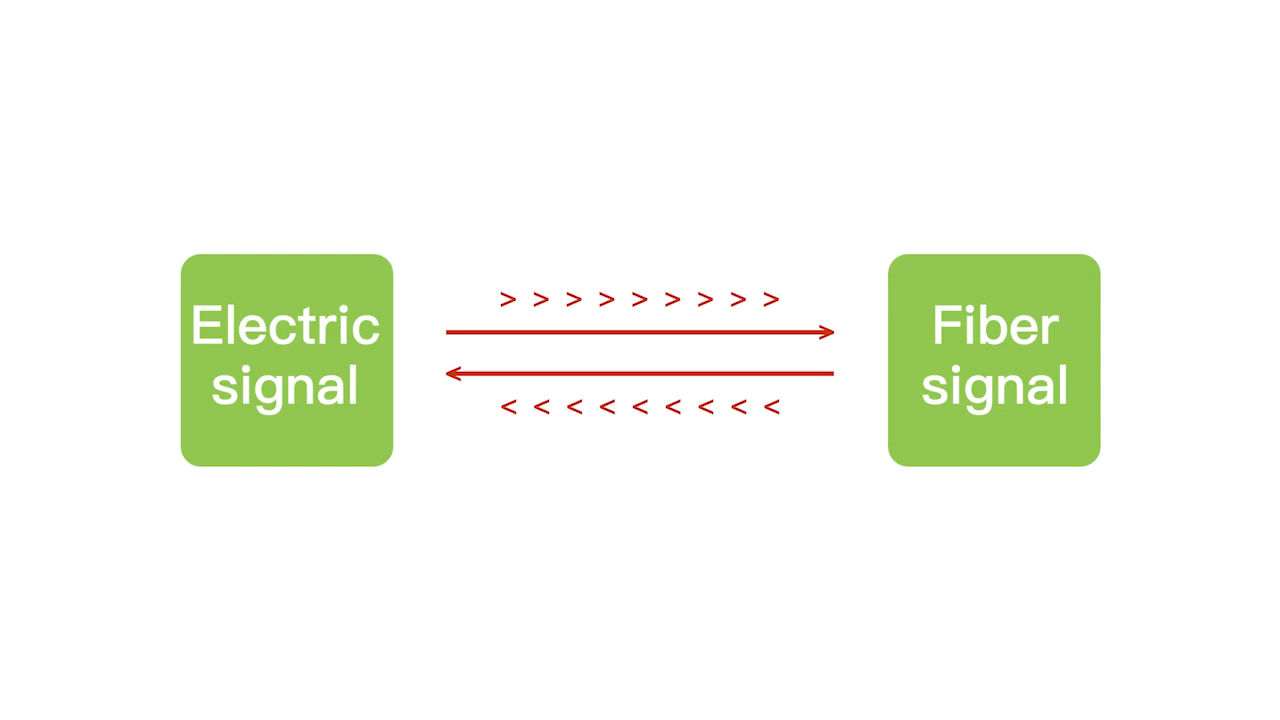 Electric
signal
> > > > > > > > >
< < < < < < < < <
Fiber
signal